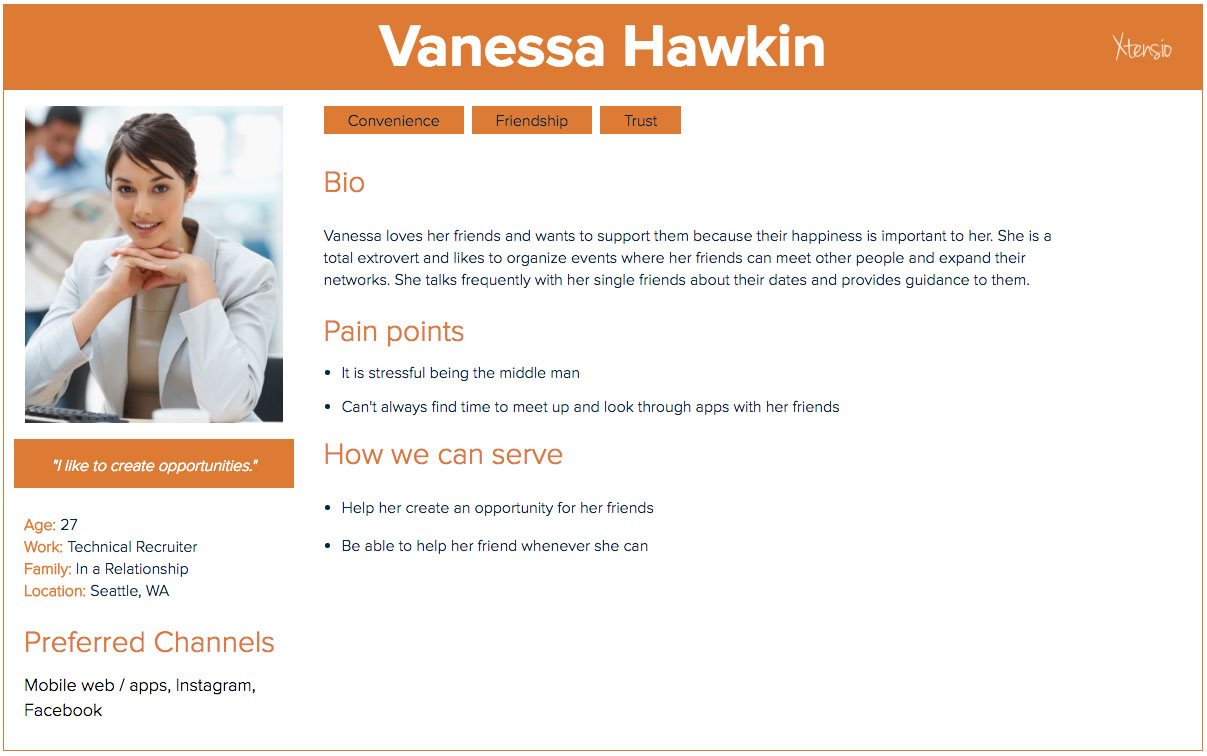 Vanessa Hawkin
Xtensio
"I like to create opportunities."
Age: 27
Work: Technical Recruiter
Family: In a Relationship
Location: Seattle, WA
Preferred Channels
Mobile web / apps, Instagram,
Facebook
Convenience
Friendship
Trust
Bio
Vanessa loves her friends and wants to support them because their happiness is important to her. She is a
total extrovert and likes to organize events where her friends can meet other people and expand their
networks. She talks frequently with her single friends about their dates and provides guidance to them.
Pain points
• It is stressful being the middle man
• Can't always find time to meet up and look through apps with her friends
How we can serve
• Help her create an opportunity for her friends
• Be able to help her friend whenever she can